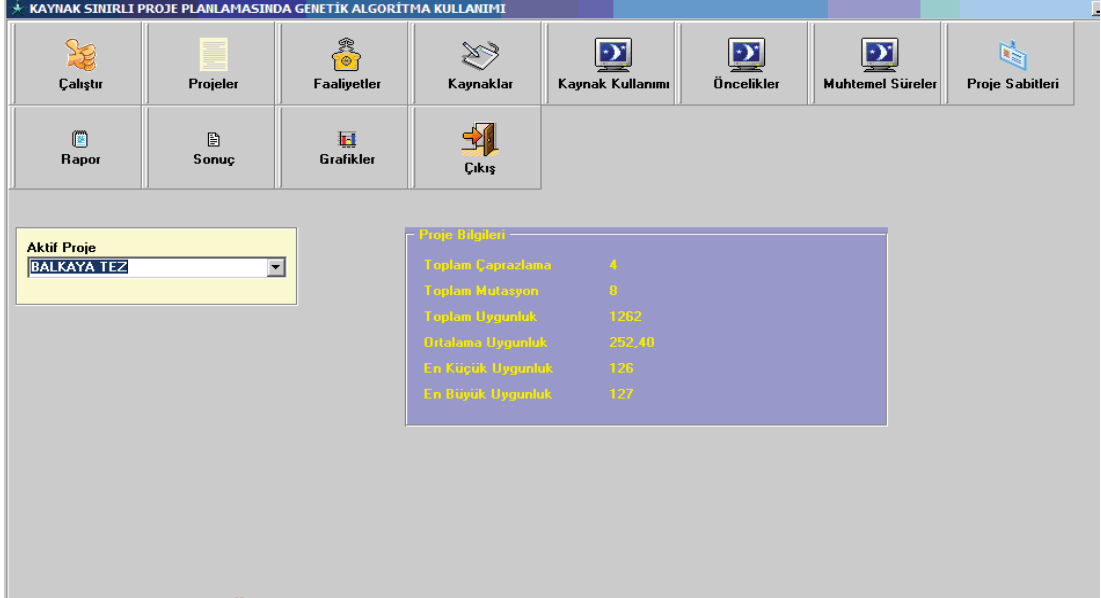 KAYNAK SINIRLI PROJE PLANLAMASINDA GENETİK ALGORİTMA KULLANIMI
Çalıştır Projeler Faaliyetler Kaynaklar Kaynak Kullanımı Öncelikler Muhtemel Süreler Proje Sabitleri
Rapor Sonuç Grafikler Çıkış
Aktif Proje
BALKAYA TEZ
Proje Bilgileri
Toplam Çaprazlama 4
Toplam Mutasyon 8
Toplam Uygunluk 1262
Ortalama Uygunluk 252,40
En Küçük Uygunluk 126
En Büyük Uygunluk 127